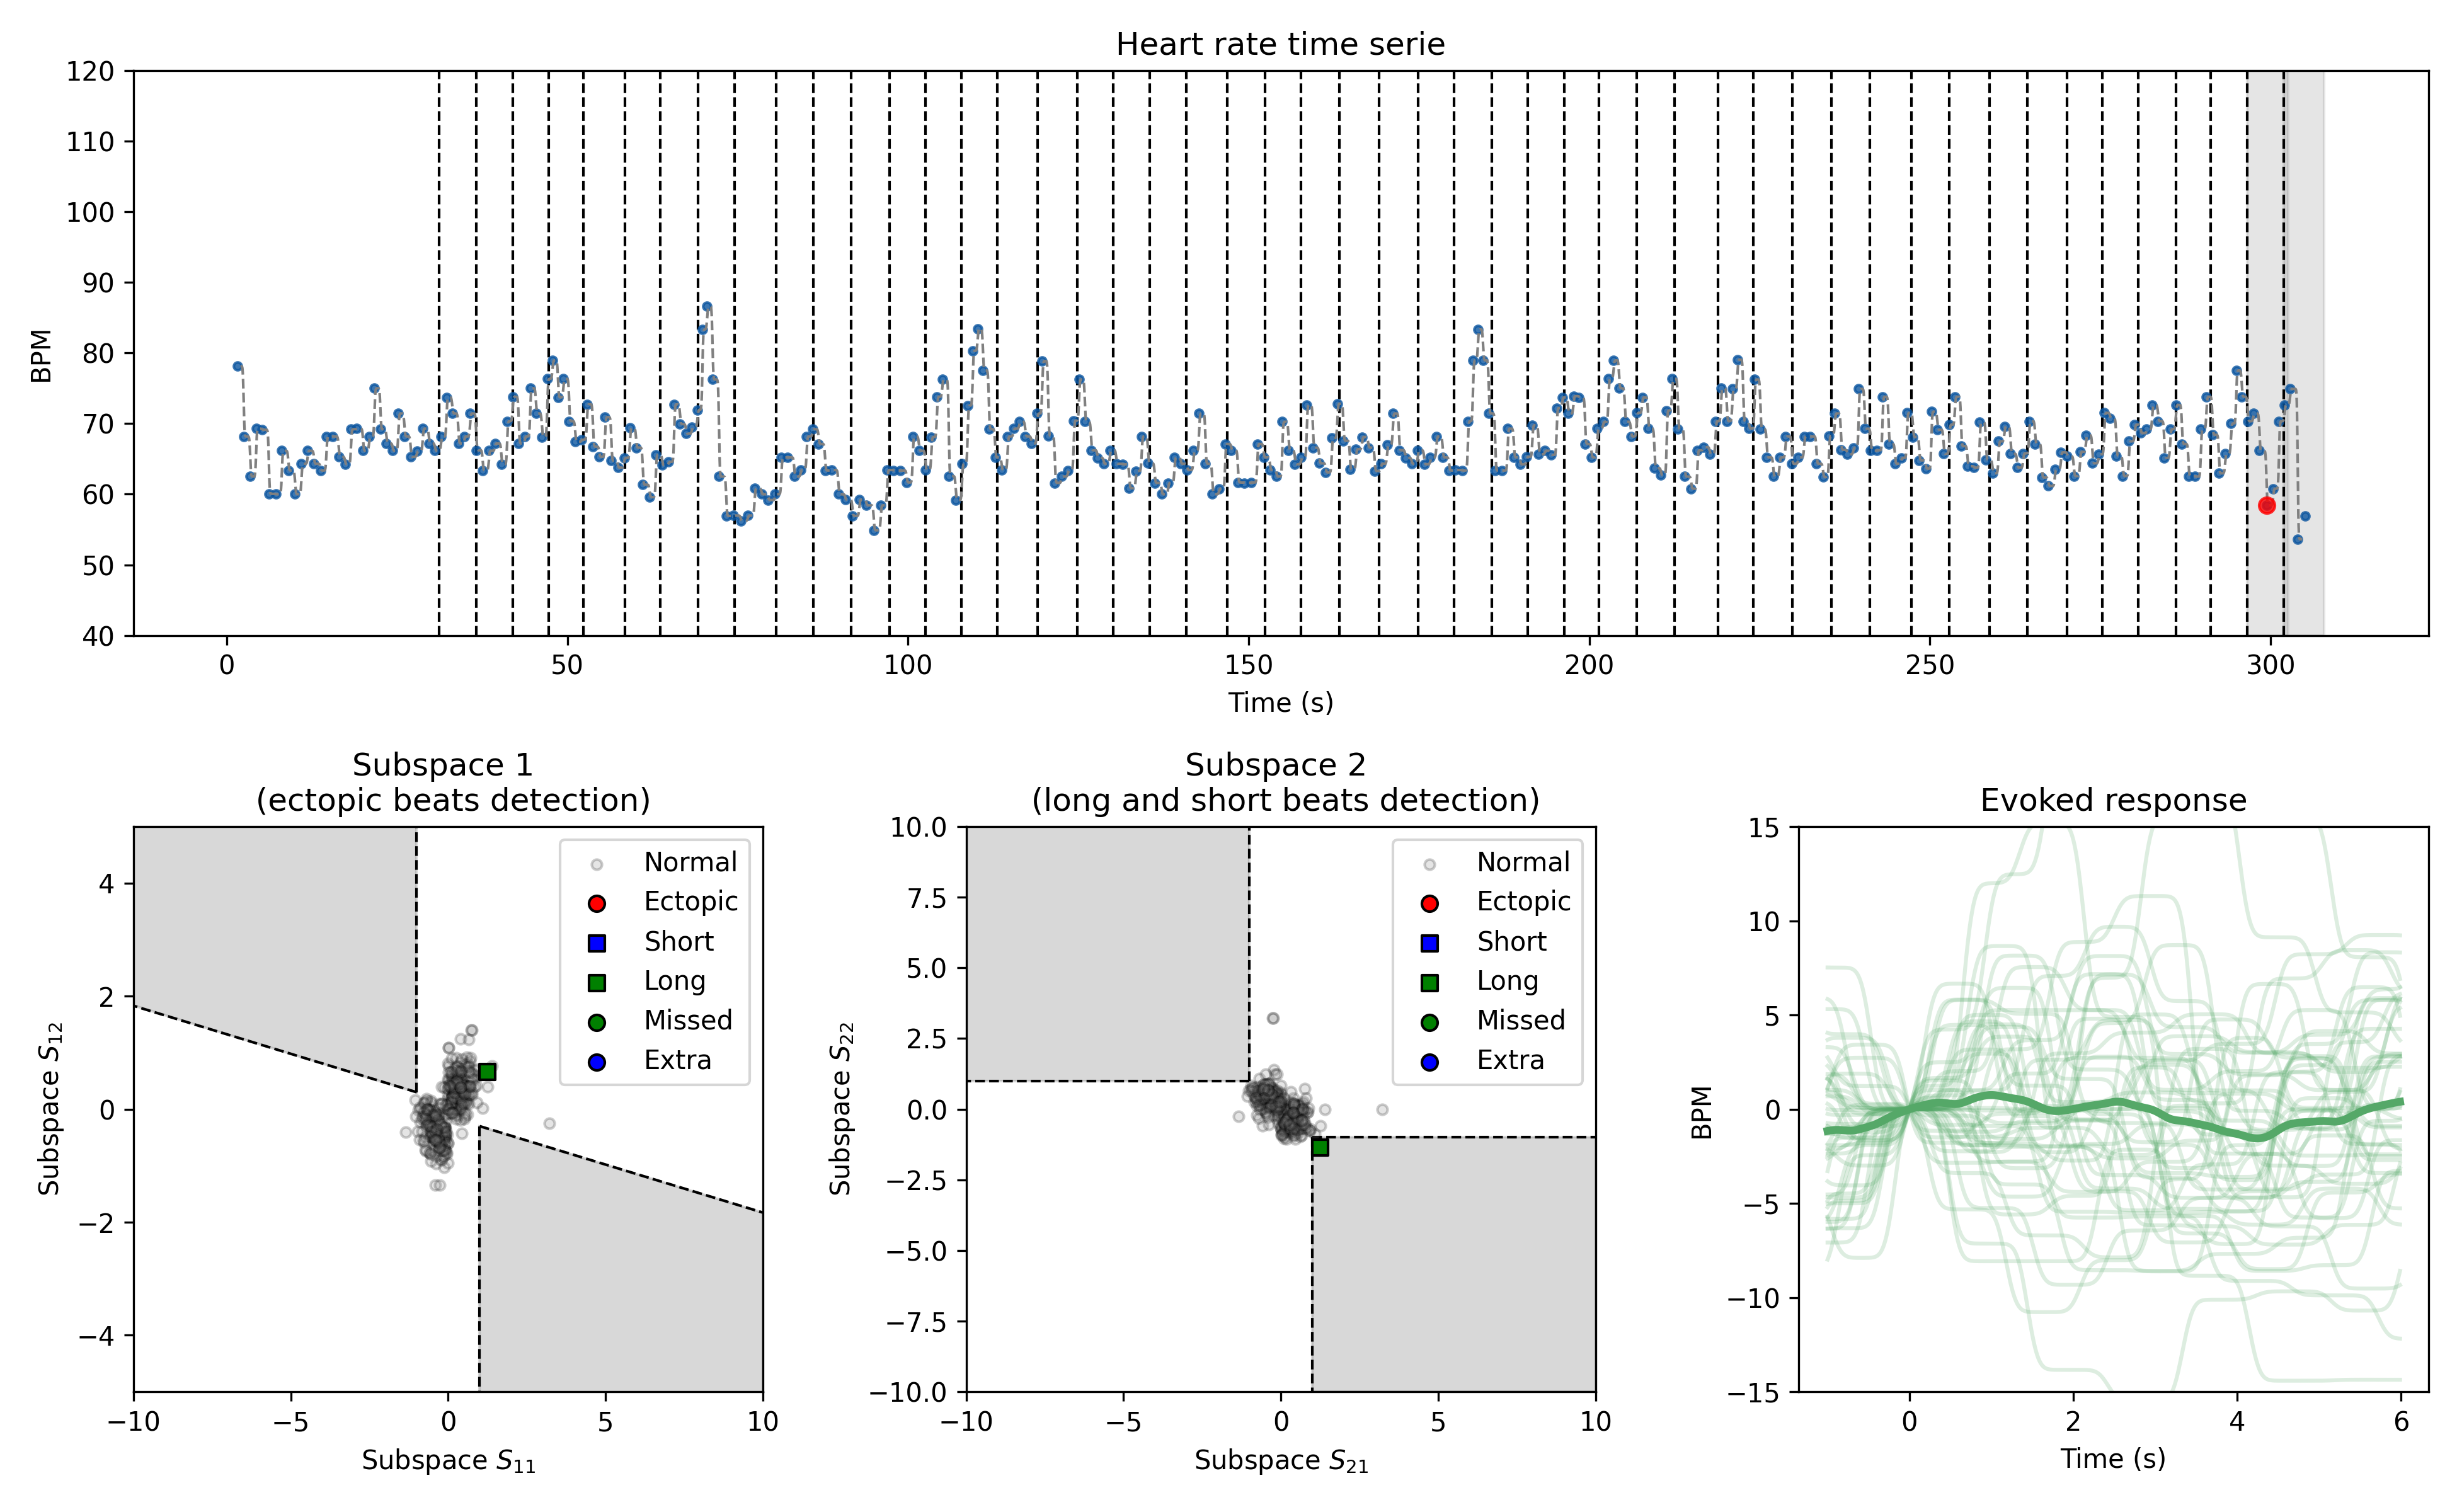 Heart rate time serie
120
110
100
90
80
70
60
50
40
BPM
0 50 100 150 200 250 300
Time (s)
Subspace 1
(ectopic beats detection)
4
2
0
−2
−4
Subspace S12
Normal
Ectopic
Short
Long
Missed
Extra
−10 −5 0 5 10
Subspace S11
Subspace 2
(long and short beats detection)
10.0
7.5
5.0
2.5
0.0
−2.5
−5.0
−7.5
−10.0
Subspace S22
Normal
Ectopic
Short
Long
Missed
Extra
−10 −5 0 5 10
Subspace S21
Evoked response
15
10
5
0
−5
−10
−15
BPM
0 2 4 6
Time (s)